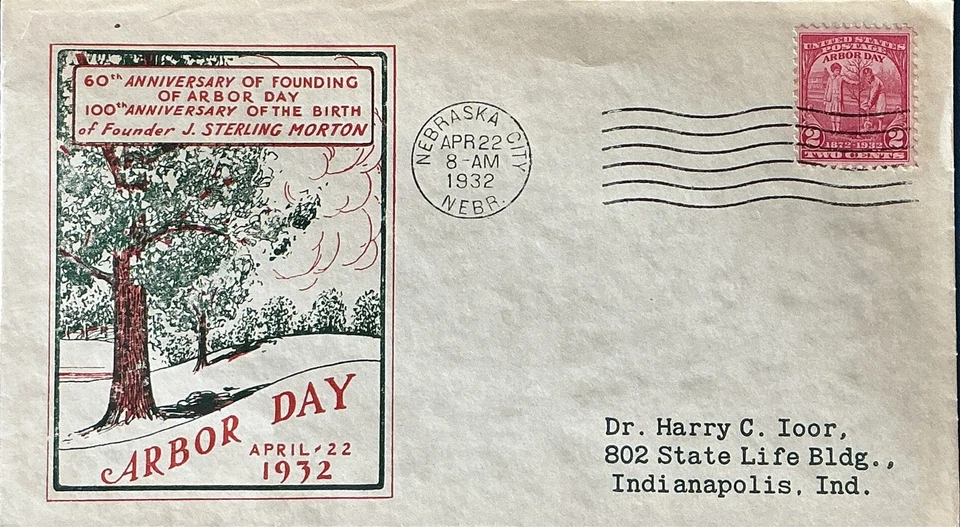 60th ANNIVERSARY OF FOUNDING
OF ARBOR DAY
100th ANNIVERSARY OF THE BIRTH
of Founder J. STERLING MORTON
ARBOR DAY
APRIL-22
1932
NEBRASKA CITY
APR 22
8-AM
1932
NEBR.
UNITED STATES
POSTAGE
ARBOR DAY
2 2
1872-1932
TWO CENTS
Dr. Harry C. Ioor,
802 State Life Bldg.,
Indianapolis, Ind.